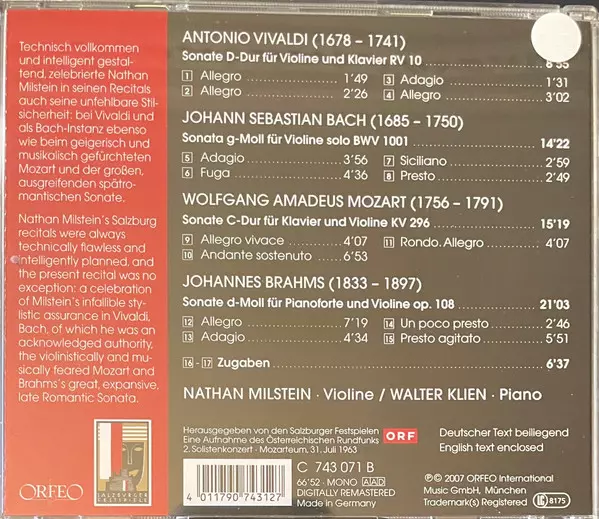 Technisch vollkommen
und intelligent gestal-
tend, zelebrierte Nathan
Milstein in seinen Recitals
auch seine unfehlbare Stil-
sicherheit: bei Vivaldi und
als Bach-Instanz ebenso
wie beim geigerisch und
musikalisch gefürchteten
Mozart und der großen,
ausgreifenden spätro-
mantischen Sonate.
Nathan Milstein's Salzburg
recitals were always
technically flawless and
intelligently planned, and
the present recital was no
exception: a celebration
of Milstein's infallible sty-
listic assurance in Vivaldi,
Bach, of which he was an
acknowledged authority,
the violinistically and mu-
sically feared Mozart and
Brahms's great, expansive,
late Romantic Sonata.
ORFEO
SALZBURGER
FESTSPIELE
ANTONIO VIVALDI (1678 – 1741)
Sonate D-Dur für Violine und Klavier RV 10 8'55
1 Allegro 1'49 3 Adagio 1'31
2 Allegro 2'26 4 Allegro 3'02
JOHANN SEBASTIAN BACH (1685 – 1750)
Sonata g-Moll für Violine solo BWV 1001 14'22
5 Adagio 3'56 7 Siciliano 2'59
6 Fuga 4'36 8 Presto 2'49
WOLFGANG AMADEUS MOZART (1756 – 1791)
Sonate C-Dur für Klavier und Violine KV 296 15'19
9 Allegro vivace 4'07 11 Rondo. Allegro 4'07
10 Andante sostenuto 6'53
JOHANNES BRAHMS (1833 – 1897)
Sonate d-Moll für Pianoforte und Violine op. 108 21'03
12 Allegro 7'19 14 Un poco presto 2'46
13 Adagio 4'34 15 Presto agitato 5'51
16 - 17 Zugaben 6'37
NATHAN MILSTEIN · Violine / WALTER KLIEN · Piano
Herausgegeben von den Salzburger Festspielen
Eine Aufnahme des Österreichischen Rundfunks ORF
2. Solistenkonzert · Mozarteum, 31. Juli 1963
Deutscher Text beiliegend
English text enclosed
4 011790 743127
C 743 071 B
66'52 · MONO AAD
DIGITALLY REMASTERED
Made in Germany
Ⓟ © 2007 ORFEO International
Music GmbH, München
Trademark(s) Registered
LC 8175